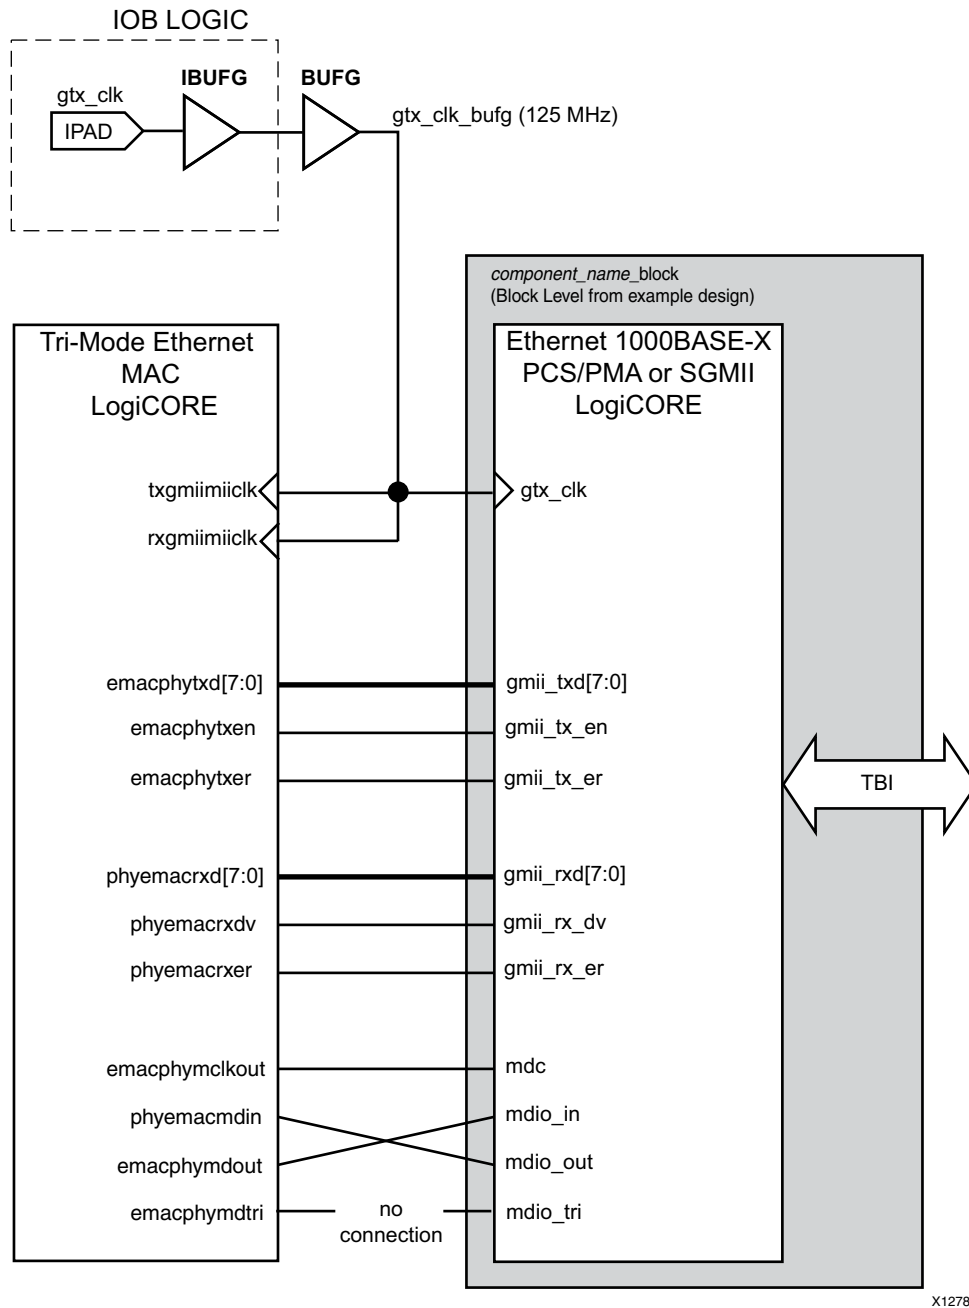 IOB LOGIC
IBUFG
BUFG
gtx_clk
IPAD
gtx_clk_bufg (125 MHz)
component_name_block
(Block Level from example design)
Tri-Mode Ethernet
MAC
LogiCORE
Ethernet 1000BASE-X
PCS/PMA or SGMII
LogiCORE
txgmiimiiclk
gtx_clk
rxgmiimiiclk
emacphytxd[7:0]
gmii_txd[7:0]
emacphytxen
gmii_tx_en
emacphytxer
gmii_tx_er
TBI
phyemacrxd[7:0]
gmii_rxd[7:0]
phyemacrxdv
gmii_rx_dv
phyemacrxer
gmii_rx_er
emacphymclkout
mdc
phyemacmdin
mdio_in
emacphymdout
mdio_out
emacphymdtri
no
connection
mdio_tri
X1278